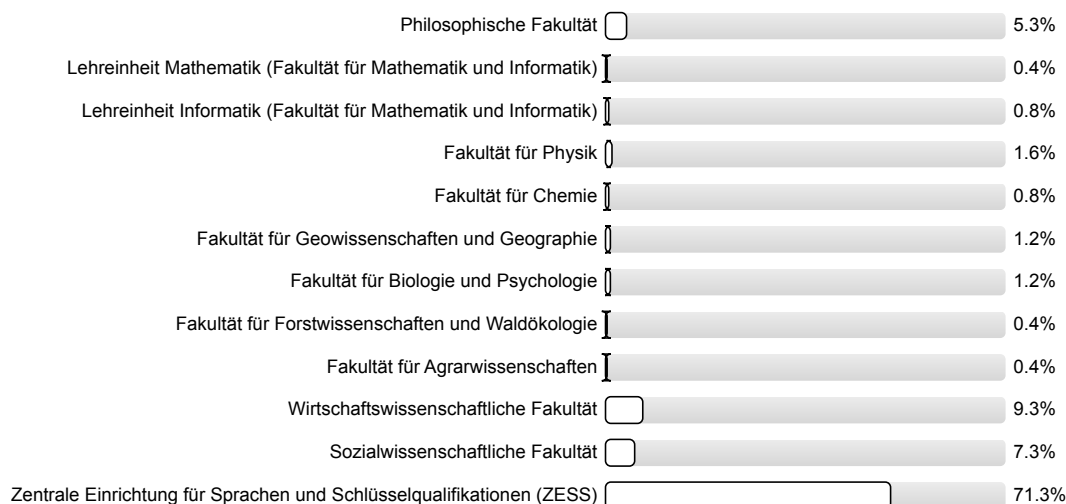 Philosophische Fakultät 5.3%
Lehreinheit Mathematik (Fakultät für Mathematik und Informatik) 0.4%
Lehreinheit Informatik (Fakultät für Mathematik und Informatik) 0.8%
Fakultät für Physik 1.6%
Fakultät für Chemie 0.8%
Fakultät für Geowissenschaften und Geographie 1.2%
Fakultät für Biologie und Psychologie 1.2%
Fakultät für Forstwissenschaften und Waldökologie 0.4%
Fakultät für Agrarwissenschaften 0.4%
Wirtschaftswissenschaftliche Fakultät 9.3%
Sozialwissenschaftliche Fakultät 7.3%
Zentrale Einrichtung für Sprachen und Schlüsselqualifikationen (ZESS) 71.3%